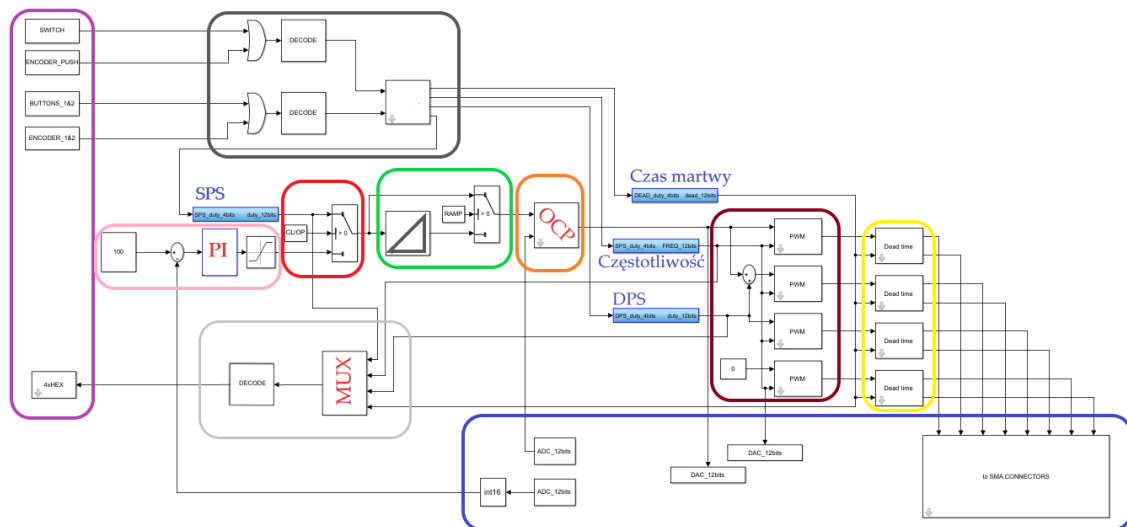 SWITCH
ENCODER_PUSH
BUTTONS_1&2
ENCODER_1&2
DECODE
DECODE
SPS
SPS_duty_4bits duty_12bits
100
PI
CL/OP
> 0
RAMP
> 0
OCP
Czas martwy
DEAD_duty_4bits dead_12bits
SPS_duty_4bits FREQ_12bits
Częstotliwość
DPS
DPS_duty_4bits duty_12bits
PWM
PWM
PWM
0
PWM
Dead time
Dead time
Dead time
Dead time
4xHEX
DECODE
MUX
ADC_12bits
int16
ADC_12bits
DAC_12bits
DAC_12bits
to SMA CONNECTORS